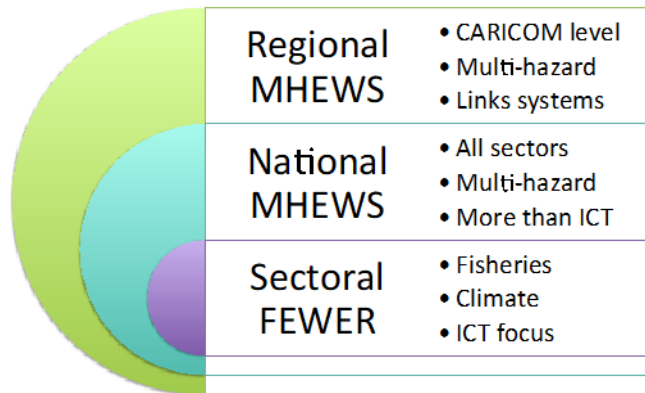 Regional
MHEWS
• CARICOM level
• Multi-hazard
• Links systems
National
MHEWS
• All sectors
• Multi-hazard
• More than ICT
Sectoral
FEWER
• Fisheries
• Climate
• ICT focus